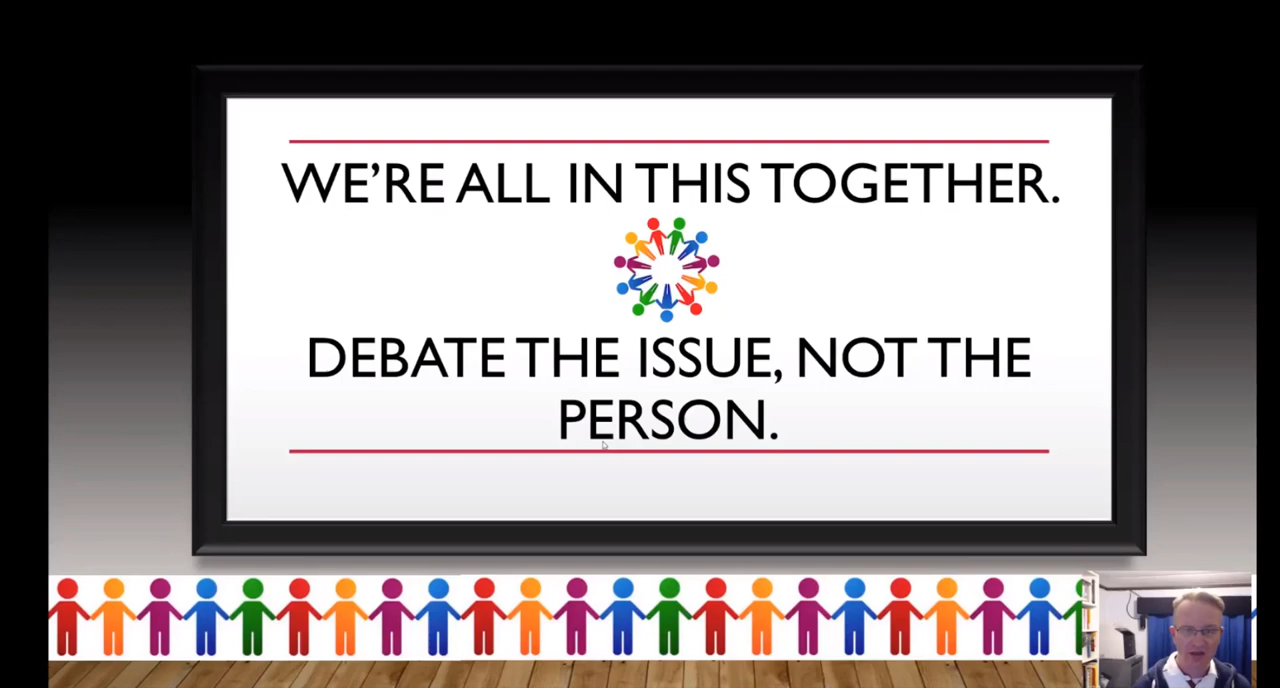 WE’RE ALL IN THIS TOGETHER.
DEBATE THE ISSUE, NOT THE
PERSON.